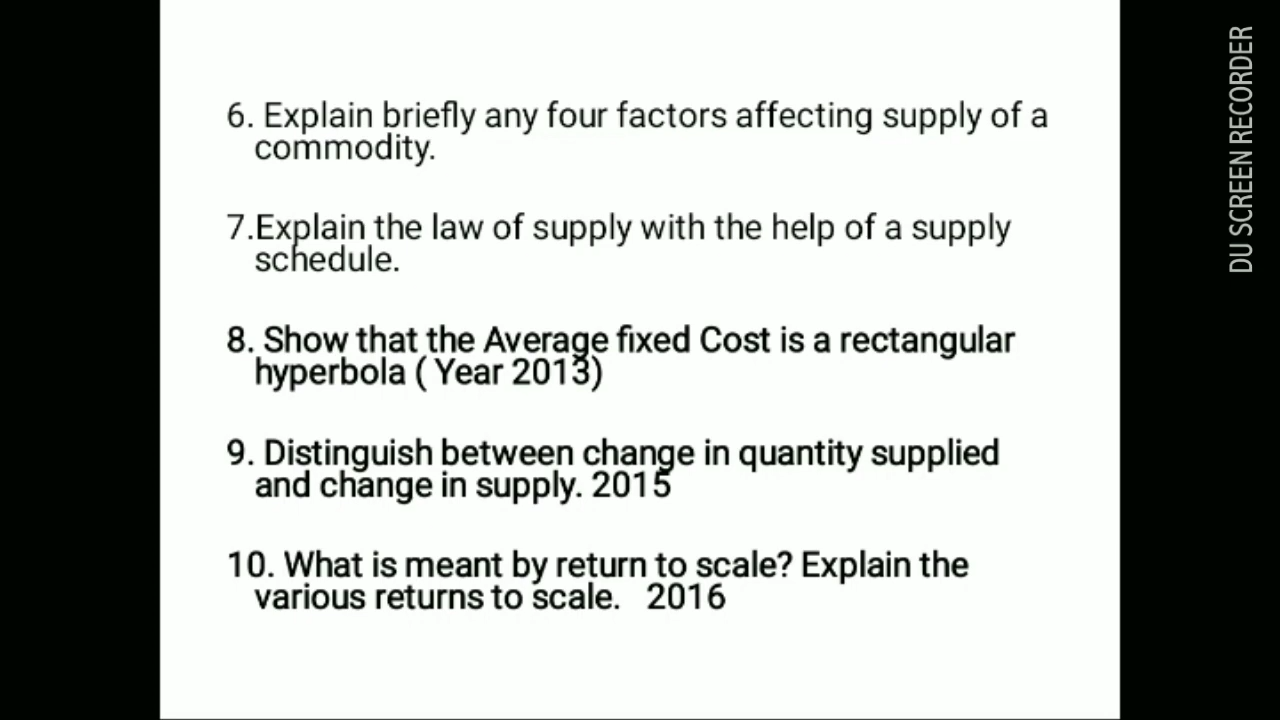 6. Explain briefly any four factors affecting supply of a
commodity.
7.Explain the law of supply with the help of a supply
schedule.
8. Show that the Average fixed Cost is a rectangular
hyperbola ( Year 2013)
9. Distinguish between change in quantity supplied
and change in supply. 2015
10. What is meant by return to scale? Explain the
various returns to scale. 2016
DU SCREEN RECORDER